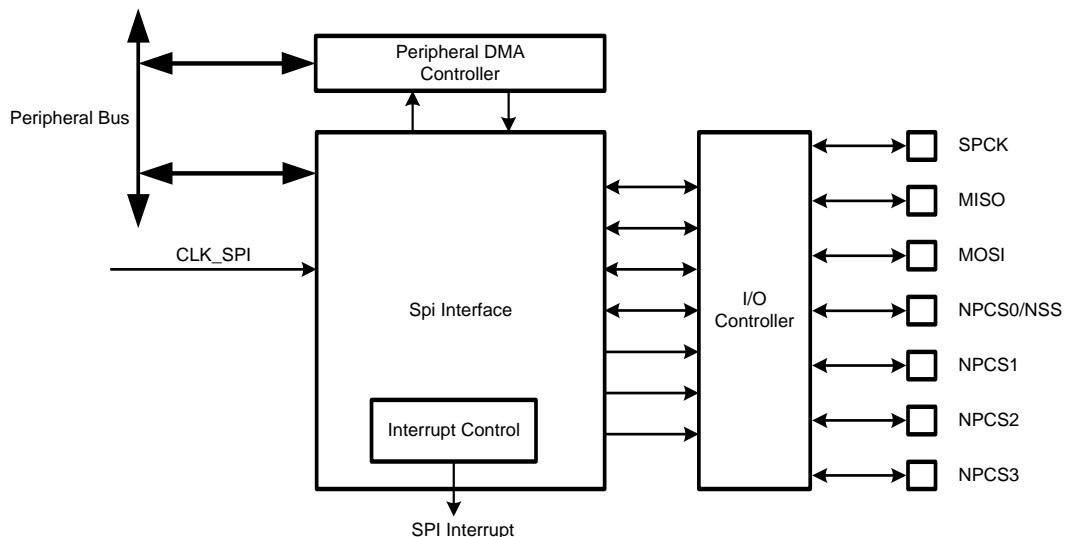 Peripheral DMA
Controller
Peripheral Bus
CLK_SPI
Spi Interface
Interrupt Control
SPI Interrupt
I/O
Controller
SPCK
MISO
MOSI
NPCS0/NSS
NPCS1
NPCS2
NPCS3